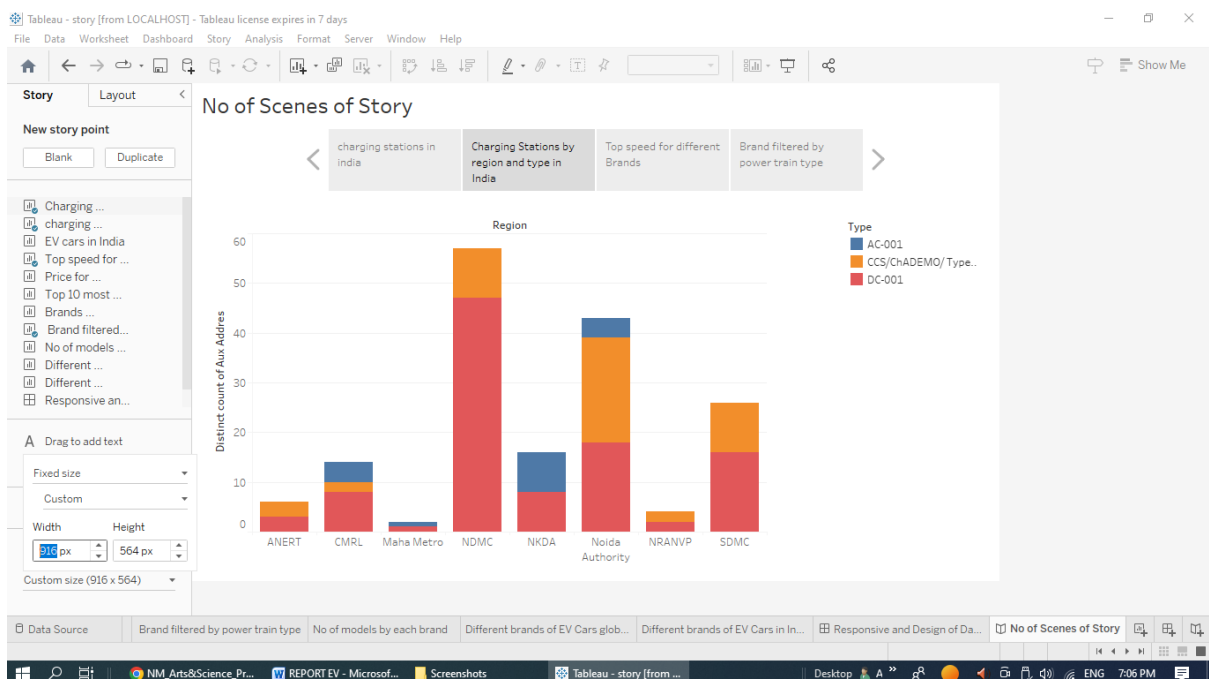 Tableau - story [from LOCALHOST] - Tableau license expires in 7 days
File Data Worksheet Dashboard Story Analysis Format Server Window Help
Show Me
Story Layout
New story point
Blank Duplicate
Charging ...
charging ...
EV cars in India
Top speed for ...
Price for ...
Top 10 most ...
Brands ...
Brand filtered...
No of models ...
Different ...
Different ...
Responsive an...
A Drag to add text
Fixed size
Custom
Width Height
916 px 564 px
Custom size (916 x 564)
No of Scenes of Story
charging stations in
india
Charging Stations by
region and type in
India
Top speed for different
Brands
Brand filtered by
power train type
Region
Distinct count of Aux Addres
60
50
40
30
20
10
0
ANERT CMRL Maha Metro NDMC NKDA Noida Authority NRANVP SDMC
Type
AC-001
CCS/ChADEMO/ Type..
DC-001
Data Source Brand filtered by power train type No of models by each brand Different brands of EV Cars glob... Different brands of EV Cars in In... Responsive and Design of Da... No of Scenes of Story
NM_Arts&Science_Pr... REPORT EV - Microsof... Screenshots Tableau - story [from ... Desktop A ENG 7:06 PM